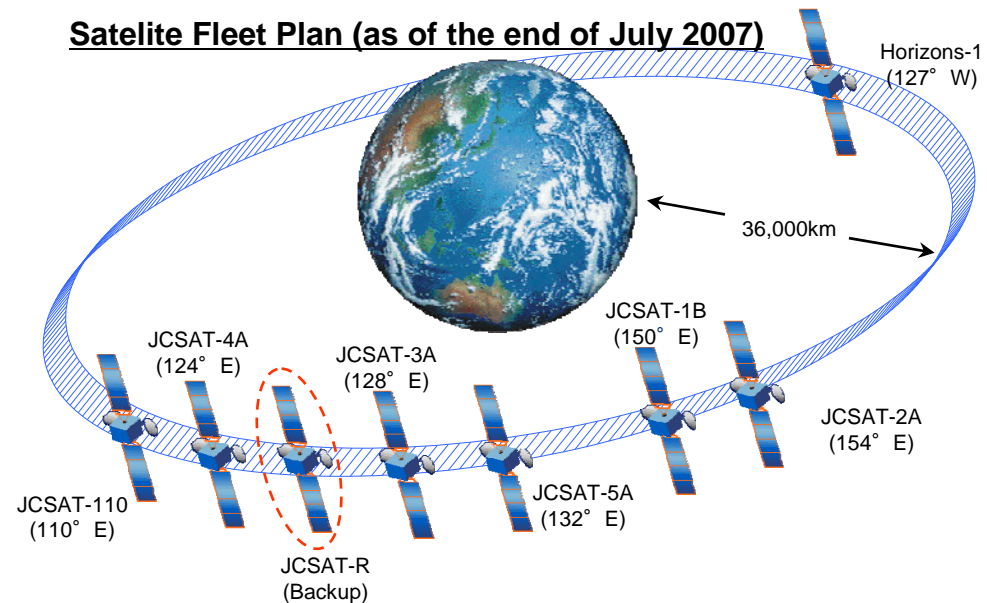 Satelite Fleet Plan (as of the end of July 2007)
Horizons-1
(127° W)
36,000km
JCSAT-1B
(150° E)
JCSAT-4A
(124° E)
JCSAT-3A
(128° E)
JCSAT-2A
(154° E)
JCSAT-110
(110° E)
JCSAT-5A
(132° E)
JCSAT-R
(Backup)